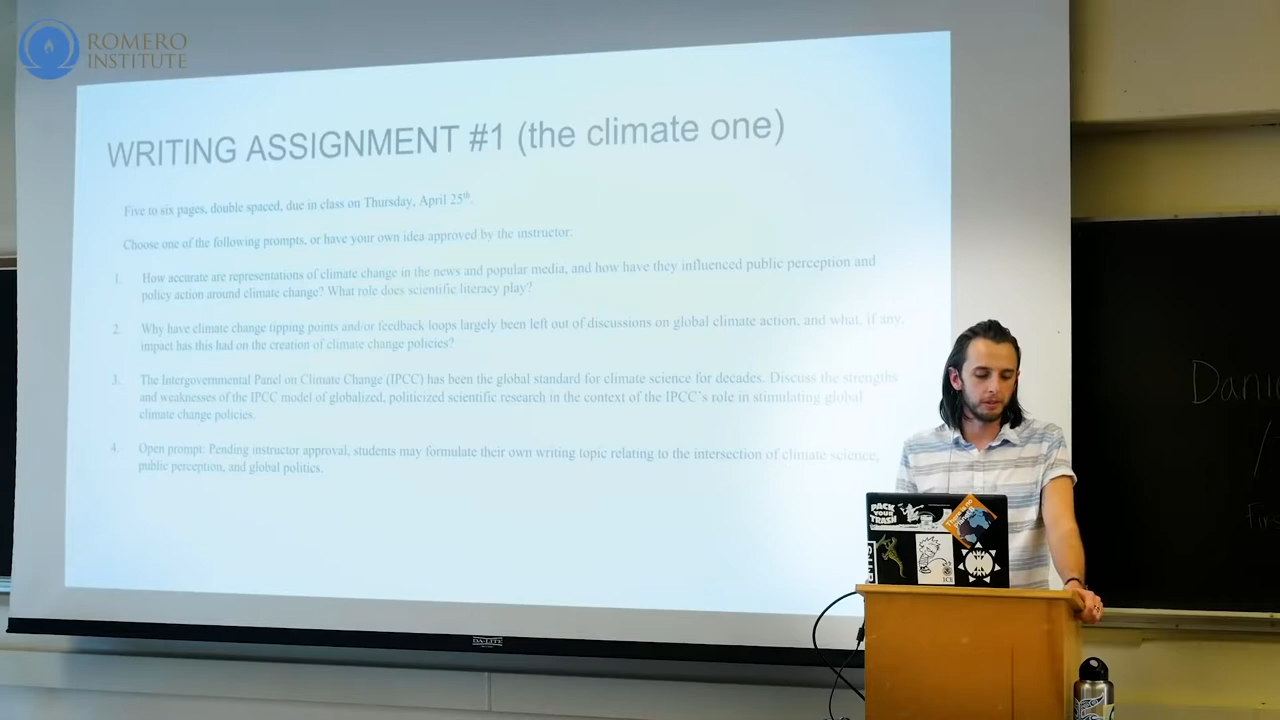 ROMERO
INSTITUTE
WRITING ASSIGNMENT #1 (the climate one)
Five to six pages, double spaced, due in class on Thursday, April 25th.
Choose one of the following prompts, or have your own idea approved by the instructor:
1. How accurate are representations of climate change in the news and popular media, and how have they influenced public perception and
policy action around climate change? What role does scientific literacy play?
2. Why have climate change tipping points and/or feedback loops largely been left out of discussions on global climate action, and what, if any,
impact has this had on the creation of climate change policies?
3. The Intergovernmental Panel on Climate Change (IPCC) has been the global standard for climate science for decades. Discuss the strengths
and weaknesses of the IPCC model of globalized, politicized scientific research in the context of the IPCC's role in stimulating global
climate change policies.
4. Open prompt: Pending instructor approval, students may formulate their own writing topic relating to the intersection of climate science,
public perception, and global politics.
DA-LITE
PACK
YOUR
TRASH
There is no
ICE